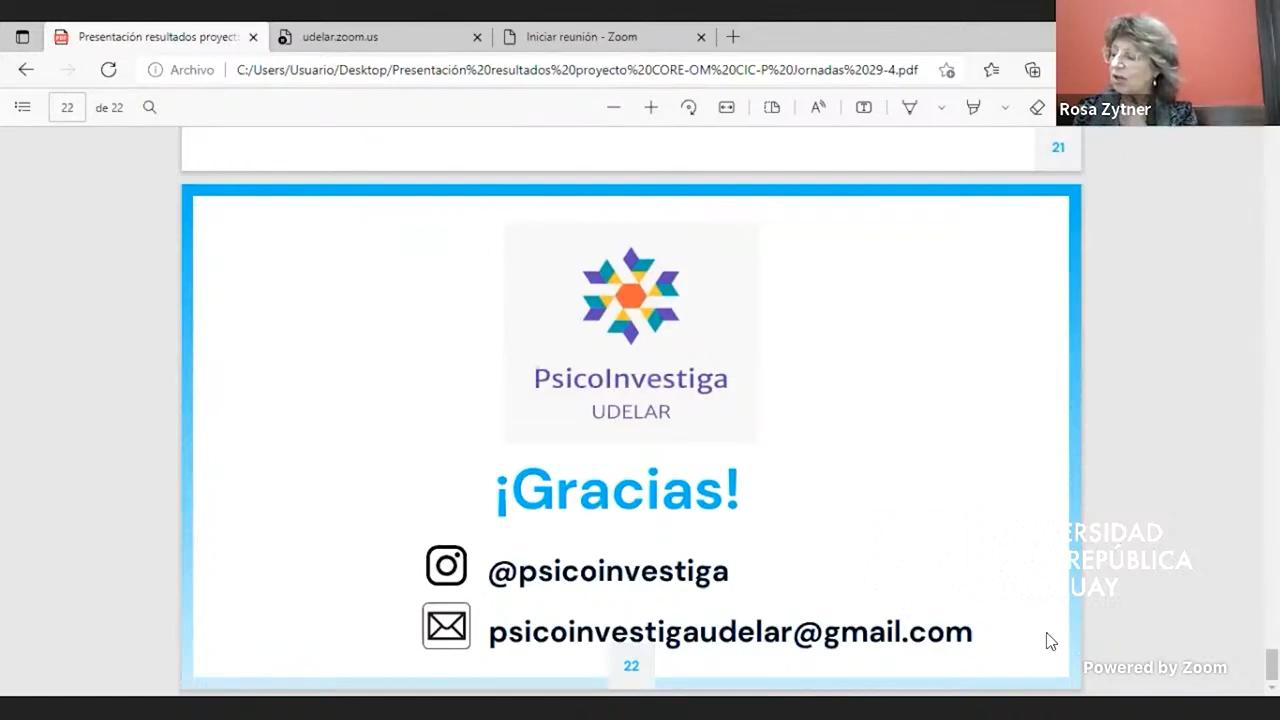 Presentación resultados proyect
udelar.zoom.us
Iniciar reunión - Zoom
Archivo
C:/Users/Usuario/Desktop/Presentación%20resultados%20proyecto%20CORE-OM%20CIC-P%20Jornadas%2029-4.pdf
22
de 22
Rosa Zytner
21
PsicoInvestiga
UDELAR
¡Gracias!
@psicoinvestiga
psicoinvestigaudelar@gmail.com
22
ERSIDAD
REPÚBLICA
UAY
Powered by Zoom